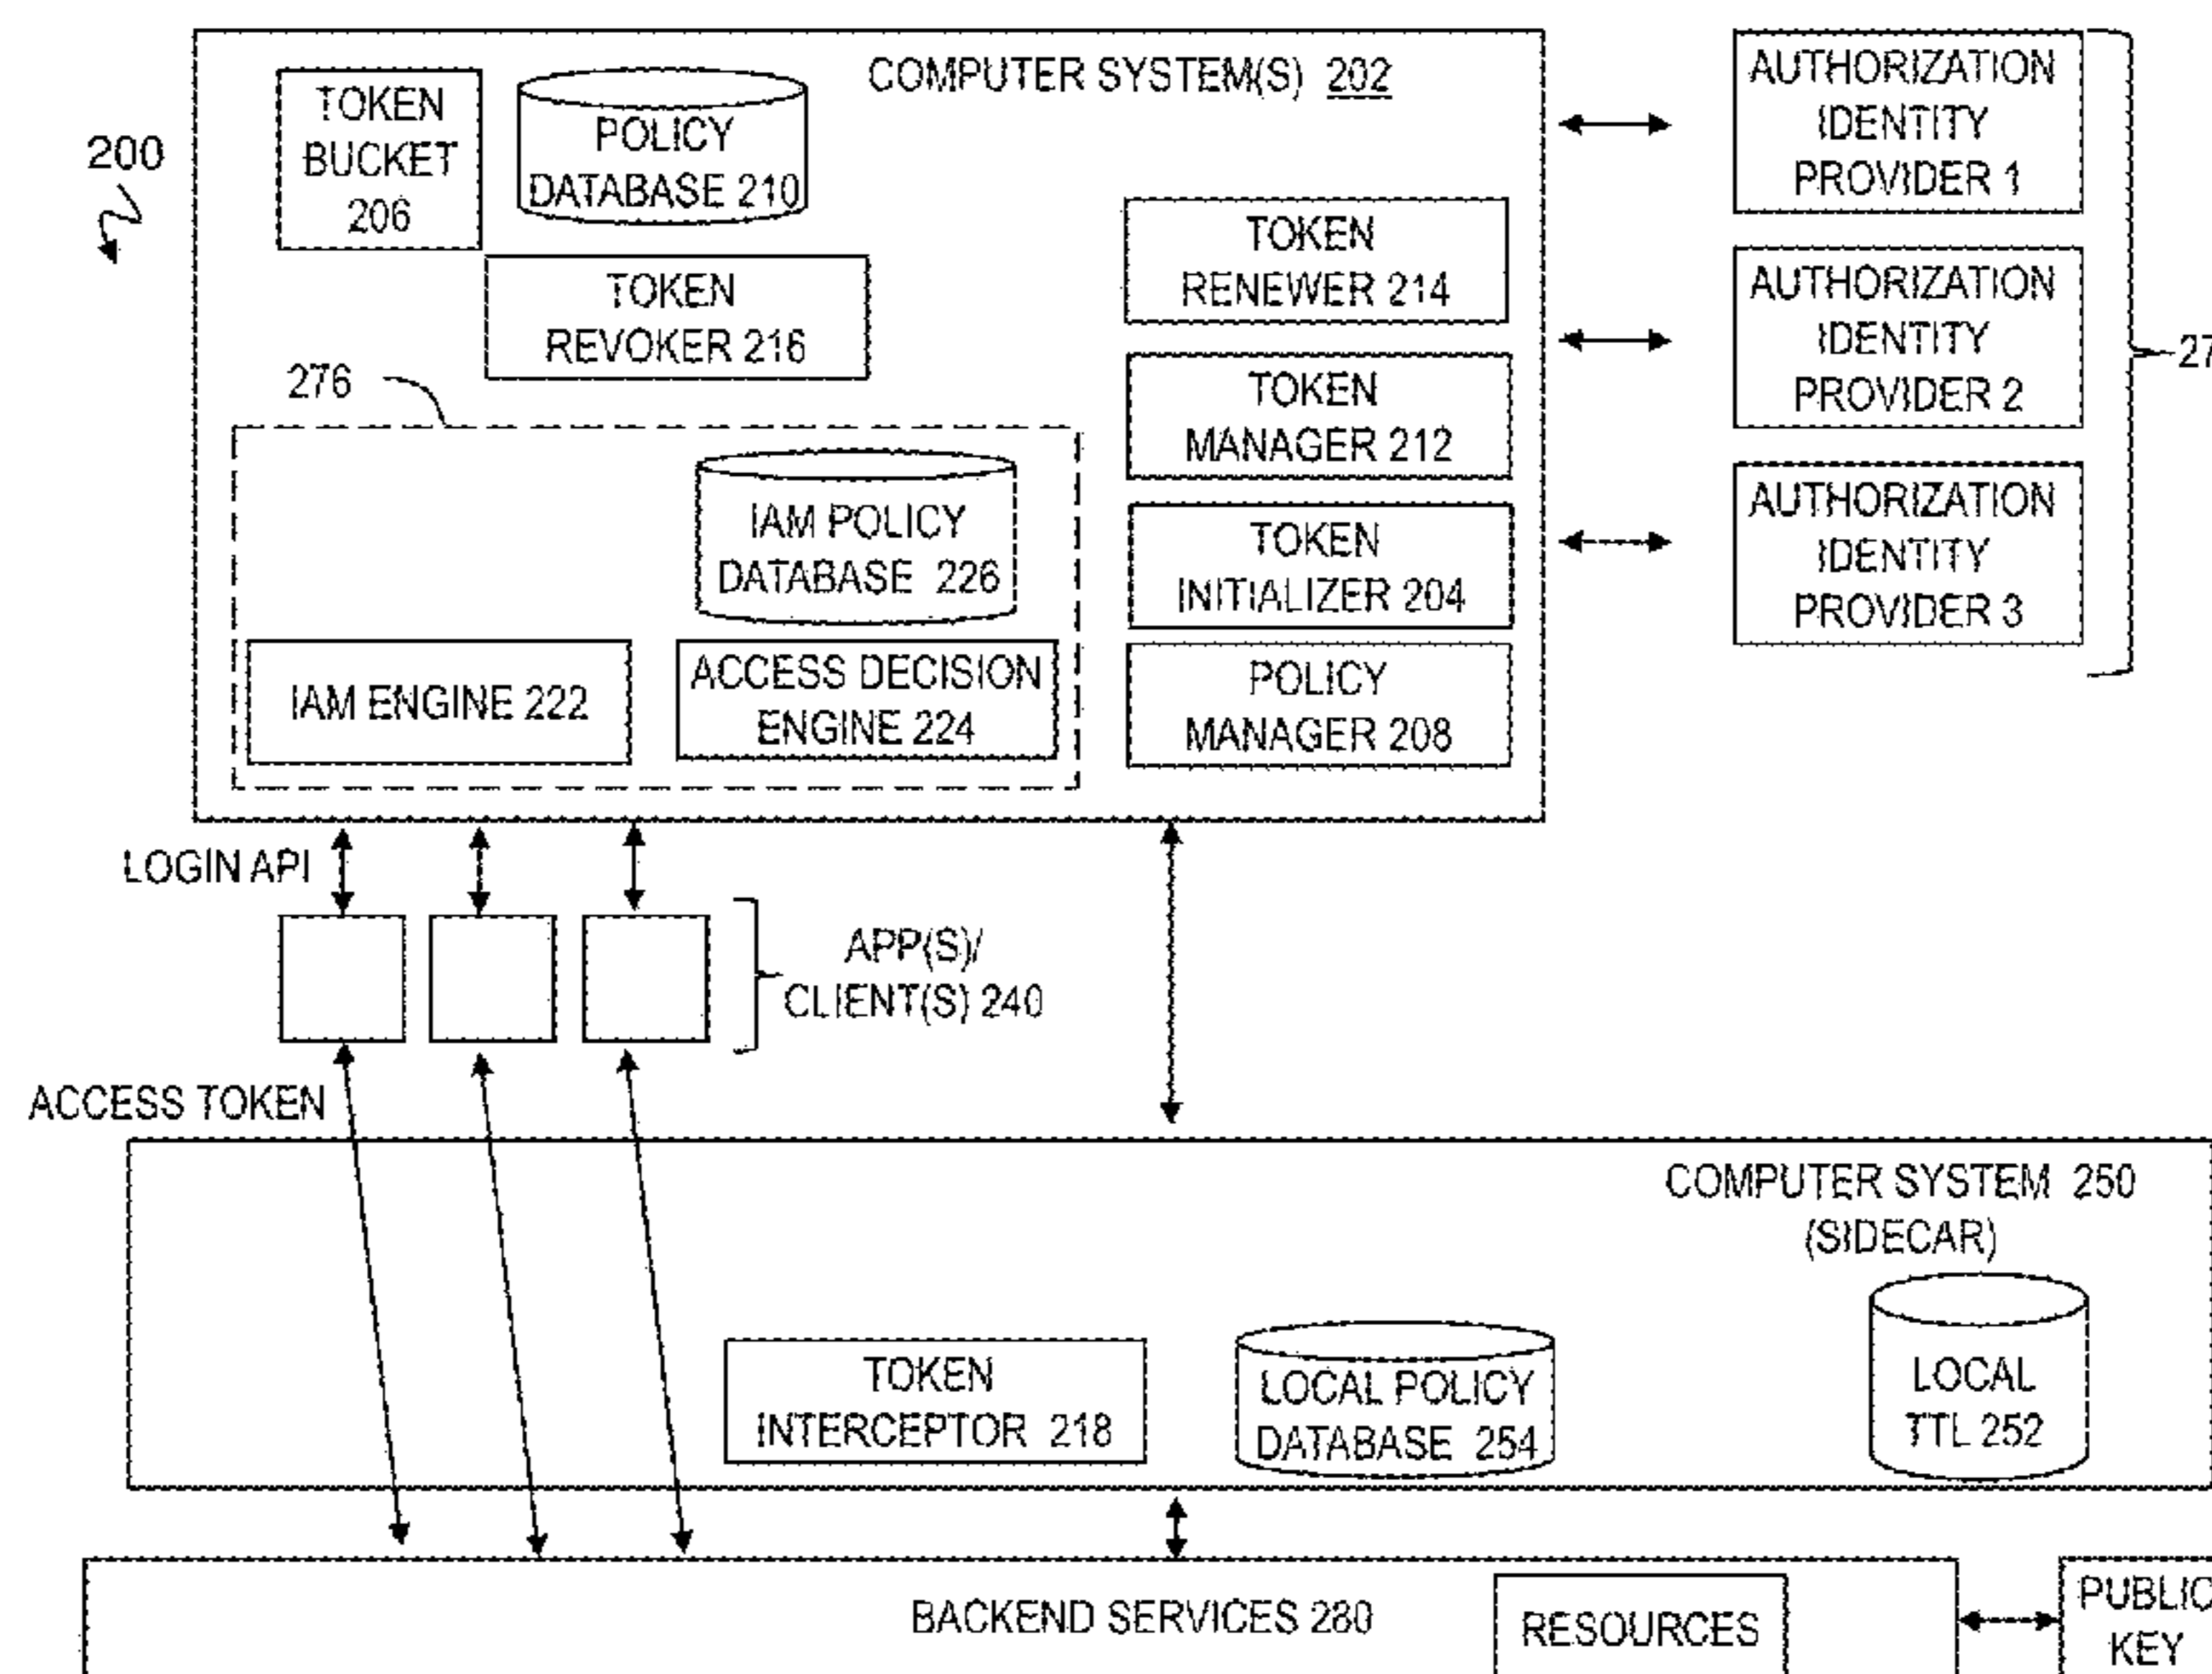 200
COMPUTER SYSTEM(S) 202
TOKEN
BUCKET
206
POLICY
DATABASE 210
TOKEN
REVOKER 216
TOKEN
RENEWER 214
TOKEN
MANAGER 212
TOKEN
INITIALIZER 204
POLICY
MANAGER 208
276
IAM POLICY
DATABASE 226
IAM ENGINE 222
ACCESS DECISION
ENGINE 224
AUTHORIZATION
IDENTITY
PROVIDER 1
AUTHORIZATION
IDENTITY
PROVIDER 2
AUTHORIZATION
IDENTITY
PROVIDER 3
LOGIN API
APP(S)/
CLIENT(S) 240
ACCESS TOKEN
COMPUTER SYSTEM 250
(SIDECAR)
TOKEN
INTERCEPTOR 218
LOCAL POLICY
DATABASE 254
LOCAL
TTL 252
BACKEND SERVICES 280
RESOURCES
PUBLIC
KEY